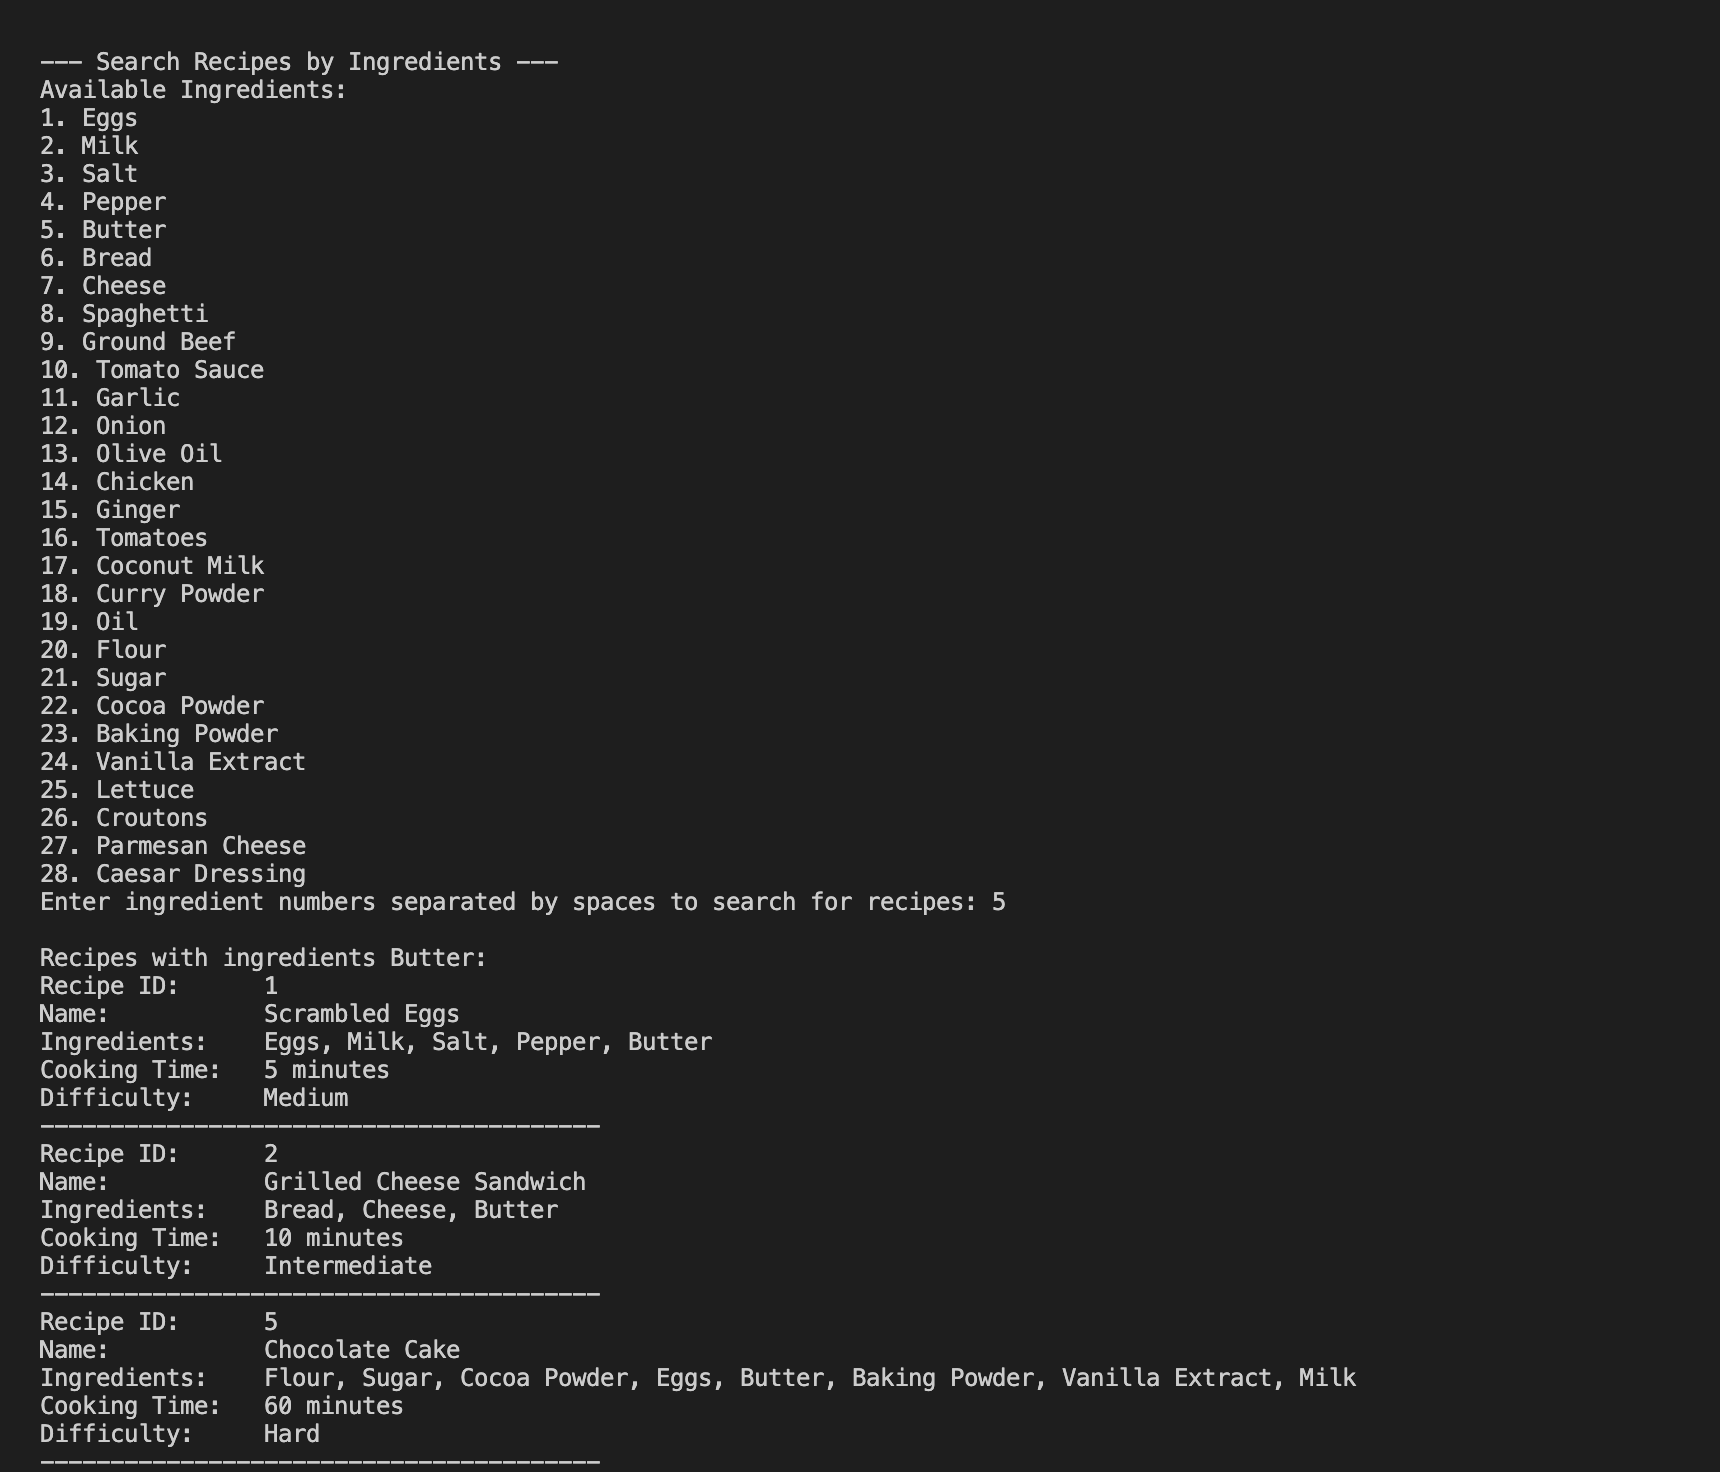 --- Search Recipes by Ingredients ---
Available Ingredients:
1. Eggs
2. Milk
3. Salt
4. Pepper
5. Butter
6. Bread
7. Cheese
8. Spaghetti
9. Ground Beef
10. Tomato Sauce
11. Garlic
12. Onion
13. Olive Oil
14. Chicken
15. Ginger
16. Tomatoes
17. Coconut Milk
18. Curry Powder
19. Oil
20. Flour
21. Sugar
22. Cocoa Powder
23. Baking Powder
24. Vanilla Extract
25. Lettuce
26. Croutons
27. Parmesan Cheese
28. Caesar Dressing
Enter ingredient numbers separated by spaces to search for recipes: 5
Recipes with ingredients Butter:
Recipe ID:      1
Name:           Scrambled Eggs
Ingredients:    Eggs, Milk, Salt, Pepper, Butter
Cooking Time:   5 minutes
Difficulty:     Medium
----------------------------------------
Recipe ID:      2
Name:           Grilled Cheese Sandwich
Ingredients:    Bread, Cheese, Butter
Cooking Time:   10 minutes
Difficulty:     Intermediate
----------------------------------------
Recipe ID:      5
Name:           Chocolate Cake
Ingredients:    Flour, Sugar, Cocoa Powder, Eggs, Butter, Baking Powder, Vanilla Extract, Milk
Cooking Time:   60 minutes
Difficulty:     Hard
----------------------------------------